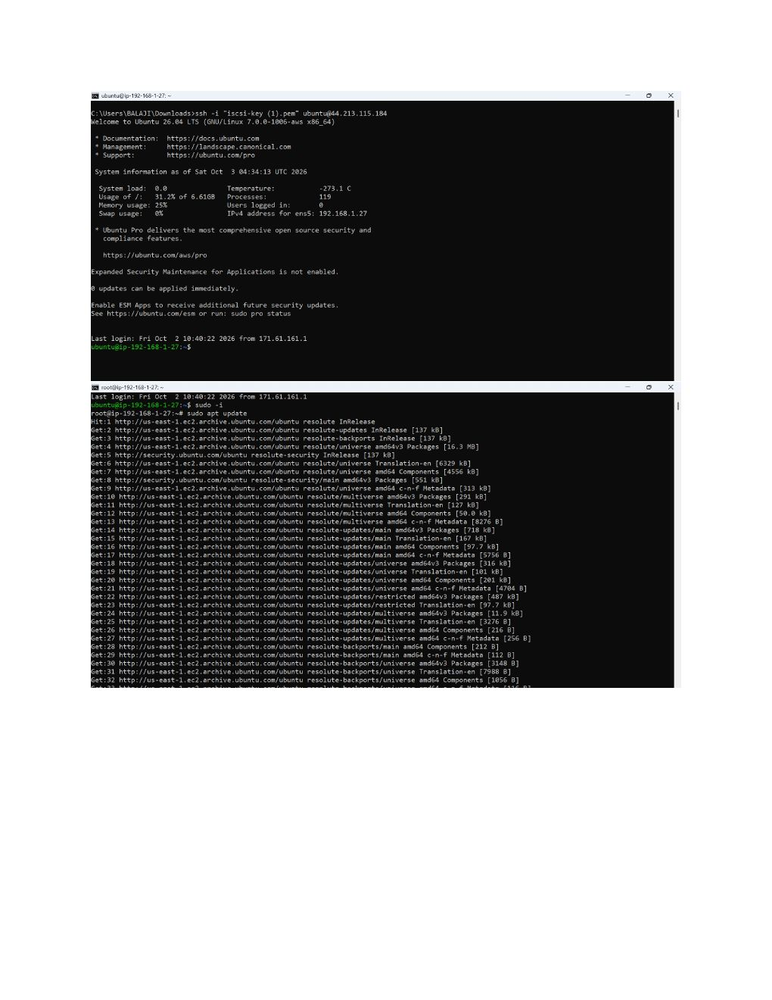 ubuntu@ip-192-168-1-27: ~
C:\Users\BALAJI\Downloads>ssh -i "iscsi-key (1).pem" ubuntu@44.213.115.184
Welcome to Ubuntu 26.04 LTS (GNU/Linux 7.0.0-1006-aws x86_64)
* Documentation: https://docs.ubuntu.com
* Management: https://landscape.canonical.com
* Support: https://ubuntu.com/pro
System information as of Sat Oct 3 04:34:13 UTC 2026
System load: 0.0 Temperature: -273.1 C
Usage of /: 31.2% of 6.61GB Processes: 119
Memory usage: 25% Users logged in: 0
Swap usage: 0% IPv4 address for ens5: 192.168.1.27
* Ubuntu Pro delivers the most comprehensive open source security and
compliance features.
https://ubuntu.com/aws/pro
Expanded Security Maintenance for Applications is not enabled.
0 updates can be applied immediately.
Enable ESM Apps to receive additional future security updates.
See https://ubuntu.com/esm or run: sudo pro status
Last login: Fri Oct 2 10:40:22 2026 from 171.61.161.1
ubuntu@ip-192-168-1-27:~$
root@ip-192-168-1-27: ~
Last login: Fri Oct 2 10:40:22 2026 from 171.61.161.1
ubuntu@ip-192-168-1-27:~$ sudo -i
root@ip-192-168-1-27:~# sudo apt update
Hit:1 http://us-east-1.ec2.archive.ubuntu.com/ubuntu resolute InRelease
Get:2 http://us-east-1.ec2.archive.ubuntu.com/ubuntu resolute-updates InRelease [137 kB]
Get:3 http://us-east-1.ec2.archive.ubuntu.com/ubuntu resolute-backports InRelease [137 kB]
Get:4 http://us-east-1.ec2.archive.ubuntu.com/ubuntu resolute/universe amd64v3 Packages [16.3 MB]
Get:5 http://security.ubuntu.com/ubuntu resolute-security InRelease [137 kB]
Get:6 http://us-east-1.ec2.archive.ubuntu.com/ubuntu resolute/universe Translation-en [6329 kB]
Get:7 http://us-east-1.ec2.archive.ubuntu.com/ubuntu resolute/universe amd64 Components [4556 kB]
Get:8 http://security.ubuntu.com/ubuntu resolute-security/main amd64v3 Packages [551 kB]
Get:9 http://us-east-1.ec2.archive.ubuntu.com/ubuntu resolute/universe amd64 c-n-f Metadata [313 kB]
Get:10 http://us-east-1.ec2.archive.ubuntu.com/ubuntu resolute/multiverse amd64v3 Packages [291 kB]
Get:11 http://us-east-1.ec2.archive.ubuntu.com/ubuntu resolute/multiverse Translation-en [127 kB]
Get:12 http://us-east-1.ec2.archive.ubuntu.com/ubuntu resolute/multiverse amd64 Components [50.0 kB]
Get:13 http://us-east-1.ec2.archive.ubuntu.com/ubuntu resolute/multiverse amd64 c-n-f Metadata [8276 B]
Get:14 http://us-east-1.ec2.archive.ubuntu.com/ubuntu resolute-updates/main amd64v3 Packages [718 kB]
Get:15 http://us-east-1.ec2.archive.ubuntu.com/ubuntu resolute-updates/main Translation-en [167 kB]
Get:16 http://us-east-1.ec2.archive.ubuntu.com/ubuntu resolute-updates/main amd64 Components [97.7 kB]
Get:17 http://us-east-1.ec2.archive.ubuntu.com/ubuntu resolute-updates/main amd64 c-n-f Metadata [5756 B]
Get:18 http://us-east-1.ec2.archive.ubuntu.com/ubuntu resolute-updates/universe amd64v3 Packages [316 kB]
Get:19 http://us-east-1.ec2.archive.ubuntu.com/ubuntu resolute-updates/universe Translation-en [101 kB]
Get:20 http://us-east-1.ec2.archive.ubuntu.com/ubuntu resolute-updates/universe amd64 Components [201 kB]
Get:21 http://us-east-1.ec2.archive.ubuntu.com/ubuntu resolute-updates/universe amd64 c-n-f Metadata [4704 B]
Get:22 http://us-east-1.ec2.archive.ubuntu.com/ubuntu resolute-updates/restricted amd64v3 Packages [487 kB]
Get:23 http://us-east-1.ec2.archive.ubuntu.com/ubuntu resolute-updates/restricted Translation-en [97.7 kB]
Get:24 http://us-east-1.ec2.archive.ubuntu.com/ubuntu resolute-updates/multiverse amd64v3 Packages [11.9 kB]
Get:25 http://us-east-1.ec2.archive.ubuntu.com/ubuntu resolute-updates/multiverse Translation-en [3276 B]
Get:26 http://us-east-1.ec2.archive.ubuntu.com/ubuntu resolute-updates/multiverse amd64 Components [216 B]
Get:27 http://us-east-1.ec2.archive.ubuntu.com/ubuntu resolute-updates/multiverse amd64 c-n-f Metadata [256 B]
Get:28 http://us-east-1.ec2.archive.ubuntu.com/ubuntu resolute-backports/main amd64 Components [212 B]
Get:29 http://us-east-1.ec2.archive.ubuntu.com/ubuntu resolute-backports/main amd64 c-n-f Metadata [112 B]
Get:30 http://us-east-1.ec2.archive.ubuntu.com/ubuntu resolute-backports/universe amd64v3 Packages [3148 B]
Get:31 http://us-east-1.ec2.archive.ubuntu.com/ubuntu resolute-backports/universe Translation-en [7988 B]
Get:32 http://us-east-1.ec2.archive.ubuntu.com/ubuntu resolute-backports/universe amd64 Components [1056 B]